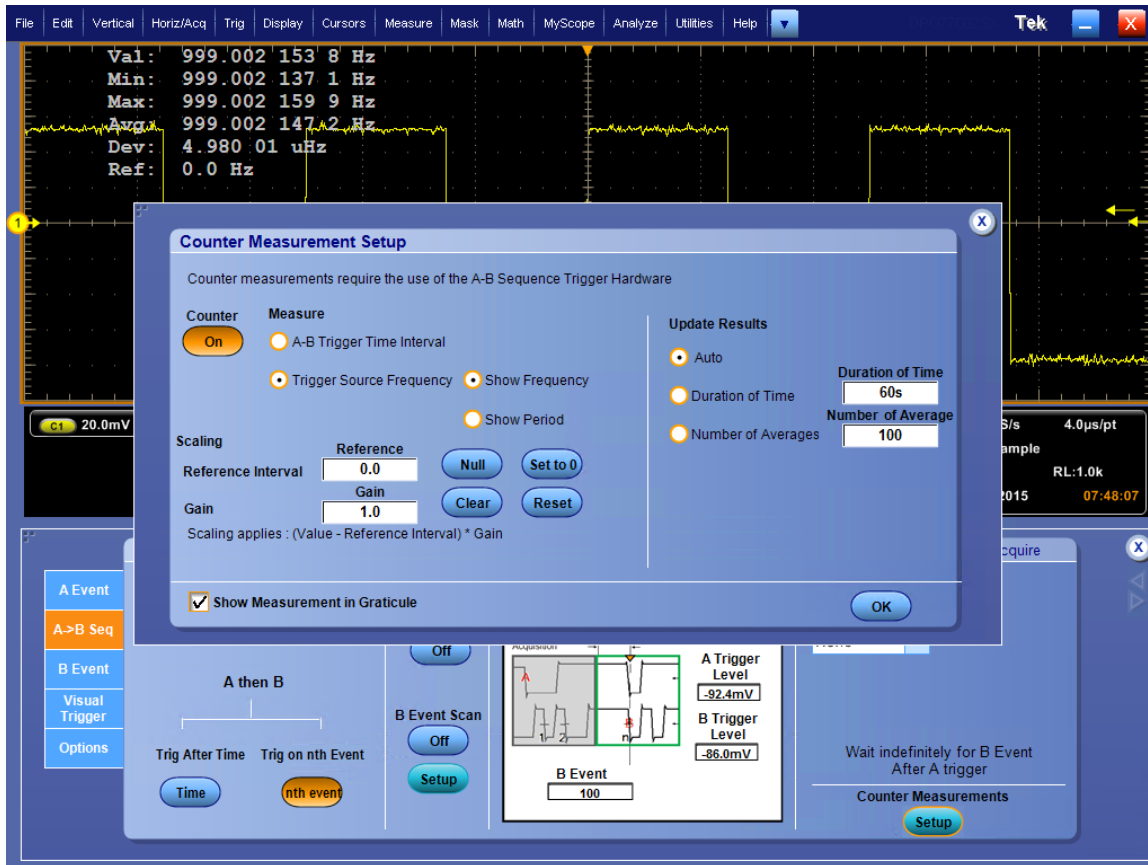 File Edit Vertical Horiz/Acq Trig Display Cursors Measure Mask Math MyScope Analyze Utilities Help Tek X
Val: 999.002 153 8 Hz
Min: 999.002 137 1 Hz
Max: 999.002 159 9 Hz
Avg: 999.002 147 2 Hz
Dev: 4.980 01 uHz
Ref: 0.0 Hz
1
X
Counter Measurement Setup
Counter measurements require the use of the A-B Sequence Trigger Hardware
Counter
On
Measure
A-B Trigger Time Interval
Trigger Source Frequency
Show Frequency
Show Period
Scaling
Reference
Reference Interval 0.0 Null Set to 0
Gain
Gain 1.0 Clear Reset
Scaling applies : (Value - Reference Interval) * Gain
Update Results
Auto
Duration of Time
Duration of Time 60s
Number of Average
Number of Averages 100
Show Measurement in Graticule
OK
C1 20.0mV
S/s 4.0µs/pt
ample
RL:1.0k
2015 07:48:07
cquire
X
A Event
A->B Seq
B Event
Visual
Trigger
Options
A then B
Trig After Time
Time
Trig on nth Event
nth event
Off
B Event Scan
Off
Setup
Acquisition
A
B
1 2 n
A Trigger
Level
-92.4mV
B Trigger
Level
-86.0mV
B Event
100
Wait indefinitely for B Event
After A trigger
Counter Measurements
Setup